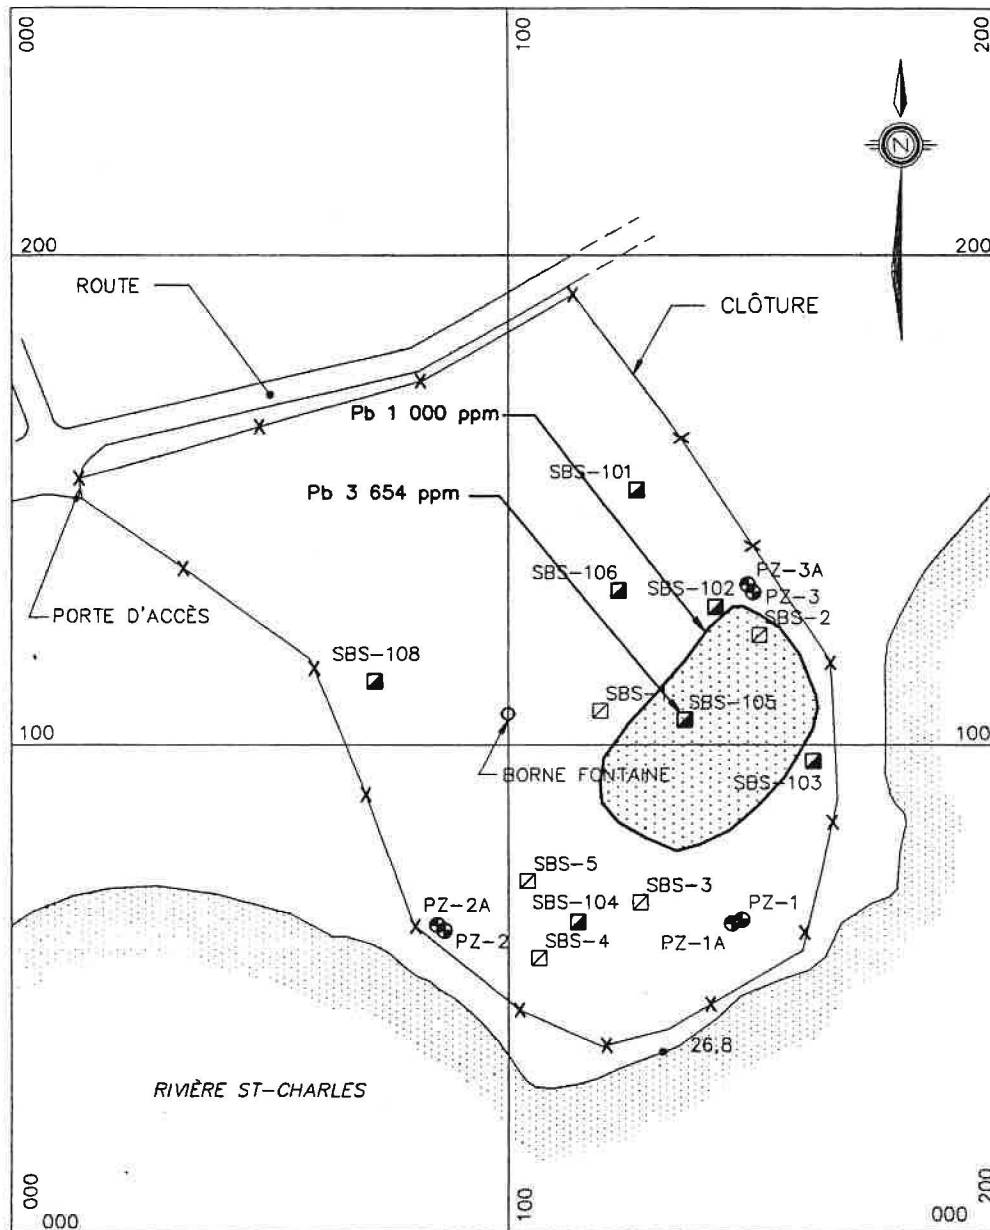 000
100
200
N
200
200
ROUTE
CLÔTURE
Pb 1 000 ppm
SBS-101
Pb 3 654 ppm
SBS-106
PZ-3A
SBS-102
PZ-3
PORTE D'ACCÈS
SBS-2
SBS-108
SBS-
SBS-105
100
100
BORNE FONTAINE
SBS-103
SBS-5
SBS-3
PZ-2A
SBS-104
PZ-1
PZ-2
PZ-1A
SBS-4
26,8
RIVIÈRE ST-CHARLES
000
100
200
000
000